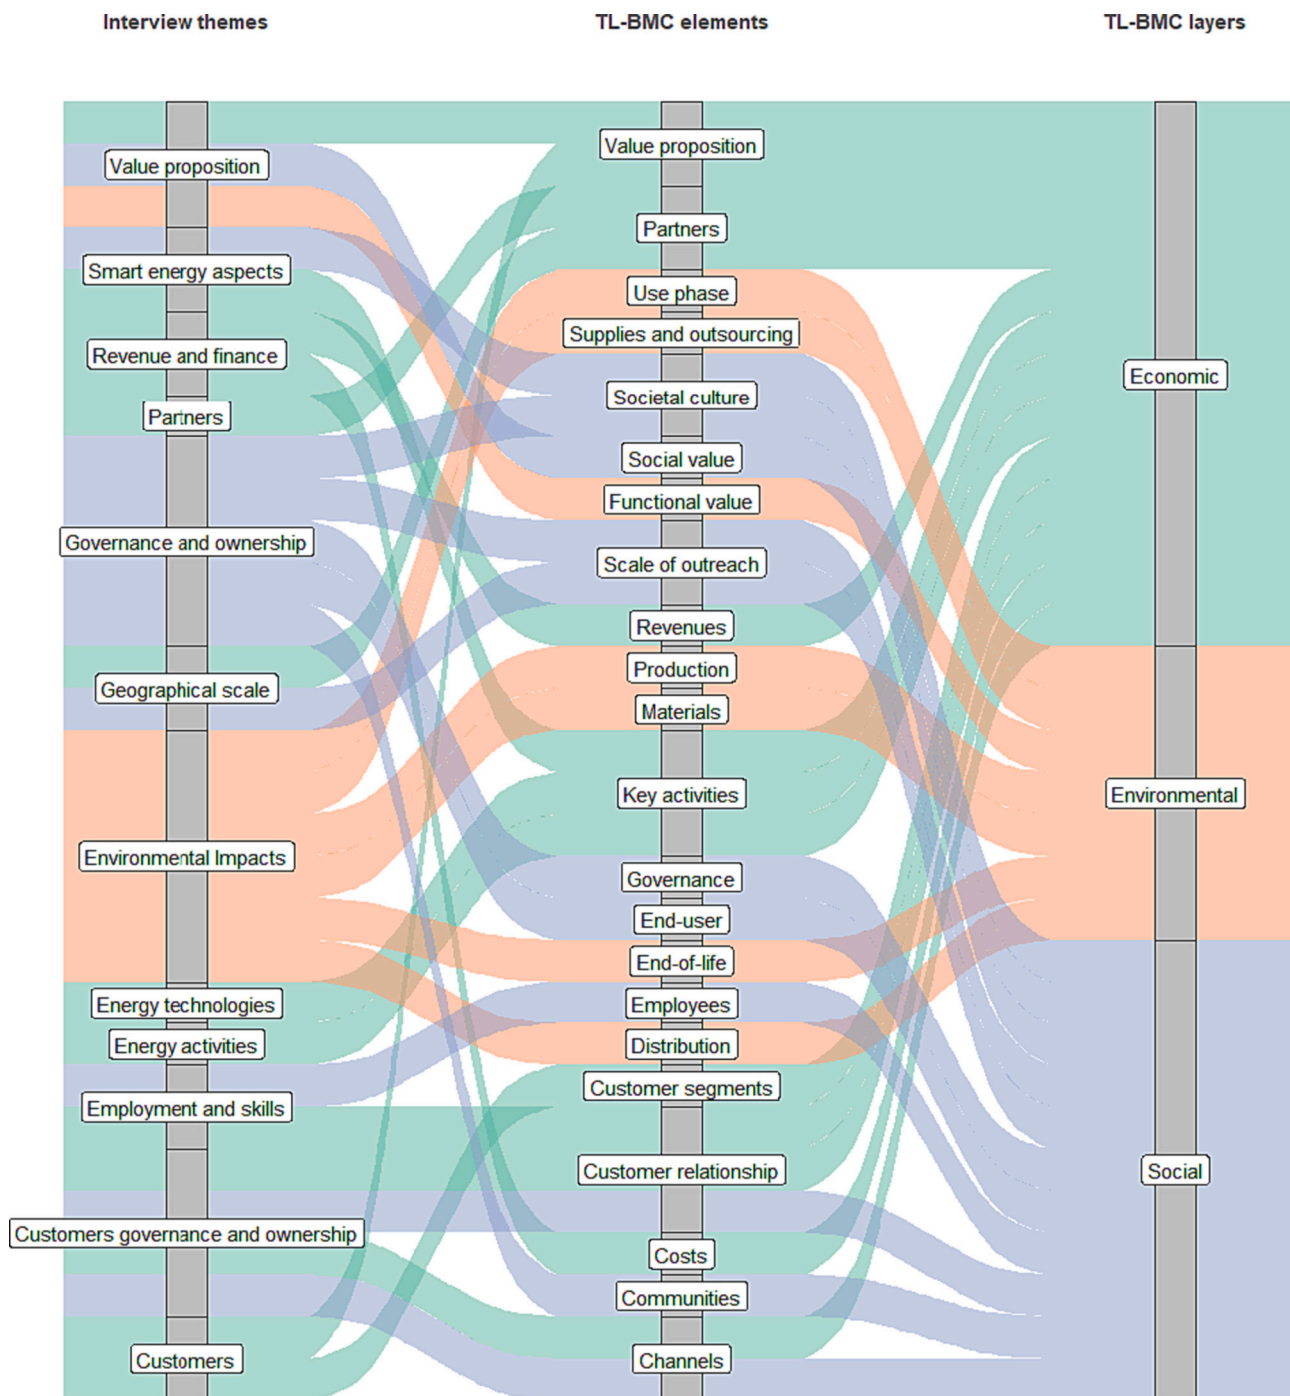 Interview themes
TL-BMC elements
TL-BMC layers
Value proposition
Smart energy aspects
Revenue and finance
Partners
Governance and ownership
Geographical scale
Environmental Impacts
Energy technologies
Energy activities
Employment and skills
Customers governance and ownership
Customers
Value proposition
Partners
Use phase
Supplies and outsourcing
Societal culture
Social value
Functional value
Scale of outreach
Revenues
Production
Materials
Key activities
Governance
End-user
End-of-life
Employees
Distribution
Customer segments
Customer relationship
Costs
Communities
Channels
Economic
Environmental
Social